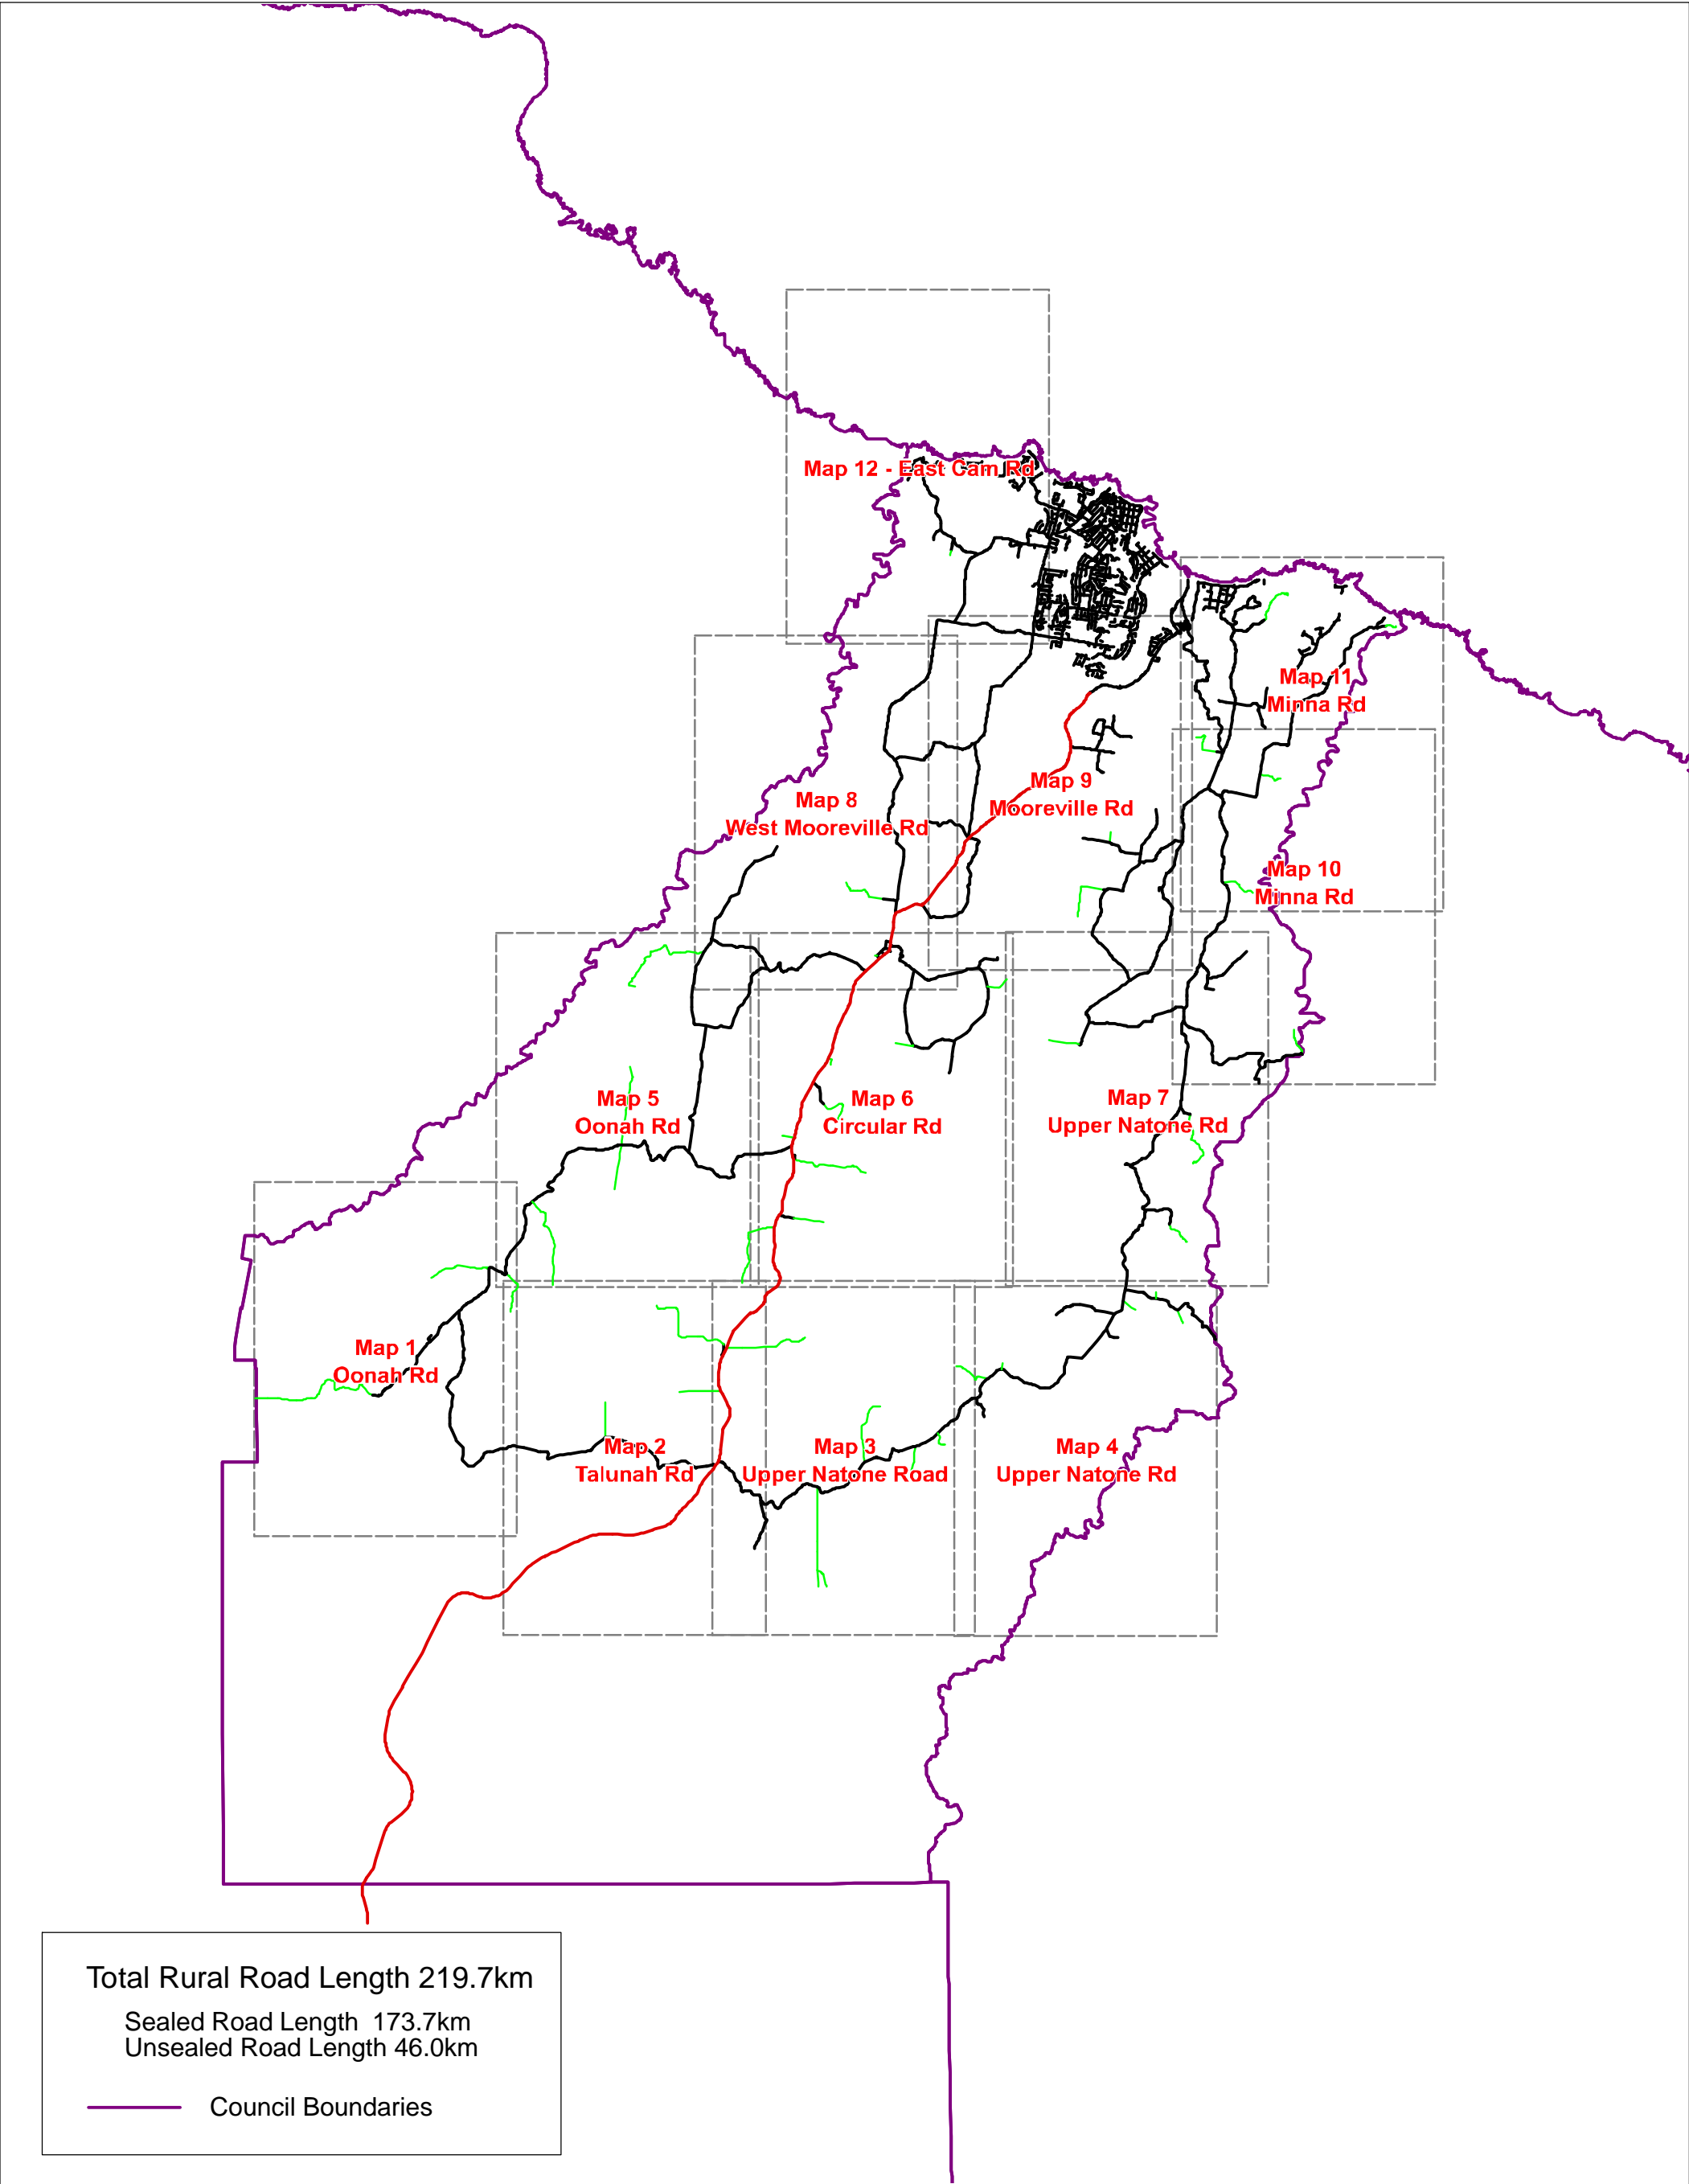 Map 12 - East Cam Rd
Map 11
Minna Rd
Map 9
Mooreville Rd
Map 8
West Mooreville Rd
Map 10
Minna Rd
Map 5
Oonah Rd
Map 6
Circular Rd
Map 7
Upper Natone Rd
Map 1
Oonah Rd
Map 2
Talunah Rd
Map 3
Upper Natone Road
Map 4
Upper Natone Rd
Total Rural Road Length 219.7km
Sealed Road Length 173.7km
Unsealed Road Length 46.0km
Council Boundaries